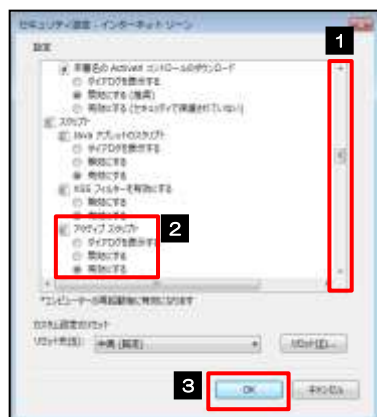 セキュリティ設定 - インターネット ゾーン
1
設定
未署名の ActiveX コントロールのダウンロード
ダイアログを表示する
無効にする (推奨)
有効にする (セキュリティで保護されていない)
スクリプト
Java アプレットのスクリプト
ダイアログを表示する
無効にする
有効にする
XSS フィルターを有効にする
無効にする
有効にする
アクティブ スクリプト
2
ダイアログを表示する
無効にする
有効にする
*コンピューターの再起動後に有効になります
カスタム設定のリセット
リセット先(R):
中高 (既定)
リセット(E)...
3
OK
キャンセル